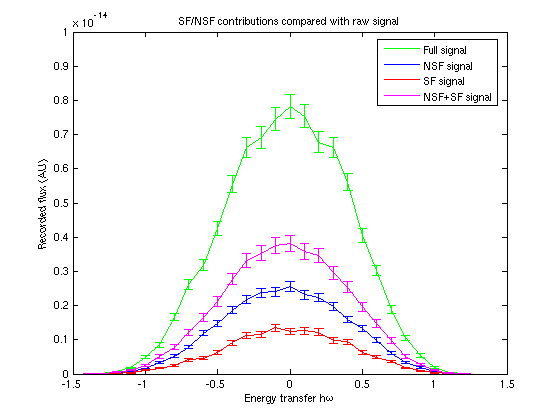 SF/NSF contributions compared with raw signal
x 10^-14
1
0.9
0.8
0.7
0.6
0.5
0.4
0.3
0.2
0.1
0
-1.5 -1 -0.5 0 0.5 1 1.5
Recorded flux (AU)
Energy transfer hω
Full signal
NSF signal
SF signal
NSF+SF signal